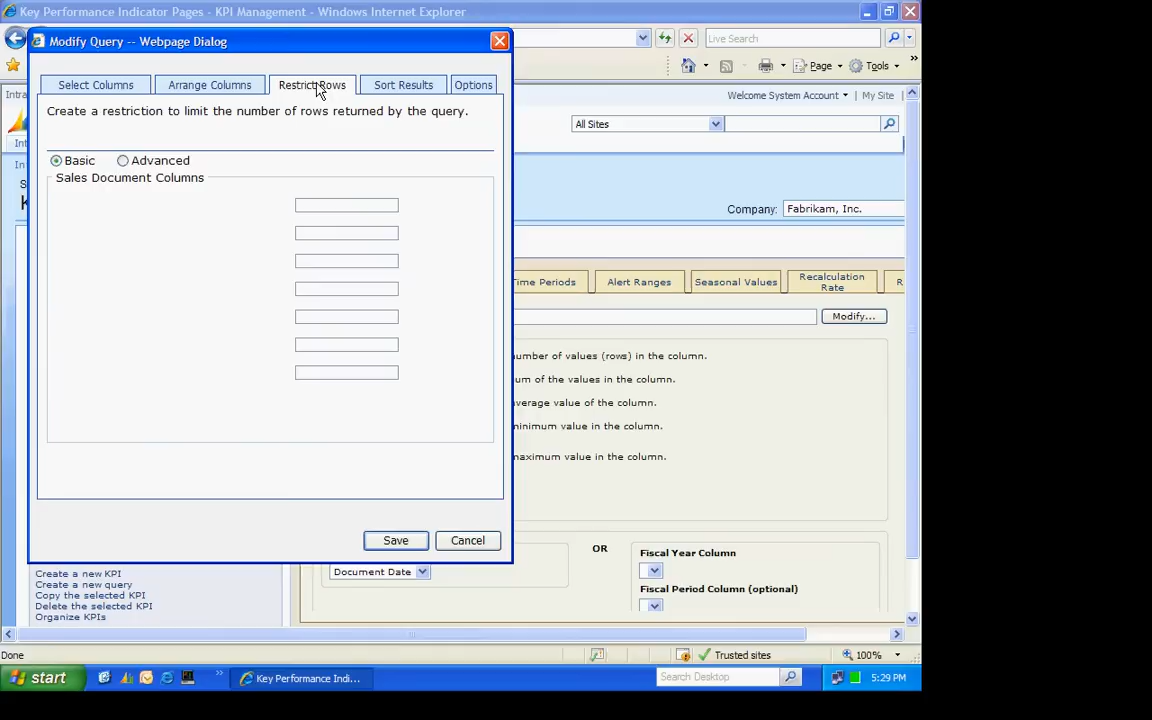 Key Performance Indicator Pages - KPI Management - Windows Internet Explorer
Modify Query -- Webpage Dialog
Live Search
Page
Tools
Select Columns
Arrange Columns
Restrict Rows
Sort Results
Options
Intra
Welcome System Account
My Site
Create a restriction to limit the number of rows returned by the query.
All Sites
Int
Basic
Advanced
In
Sales Document Columns
S
K
Company:
Fabrikam, Inc.
Time Periods
Alert Ranges
Seasonal Values
Recalculation
Rate
R
Modify...
number of values (rows) in the column.
um of the values in the column.
average value of the column.
minimum value in the column.
maximum value in the column.
Save
Cancel
OR
Fiscal Year Column
Document Date
Fiscal Period Column (optional)
Create a new KPI
Create a new query
Copy the selected KPI
Delete the selected KPI
Organize KPIs
Done
Trusted sites
100%
start
Key Performance Indi...
Search Desktop
5:29 PM